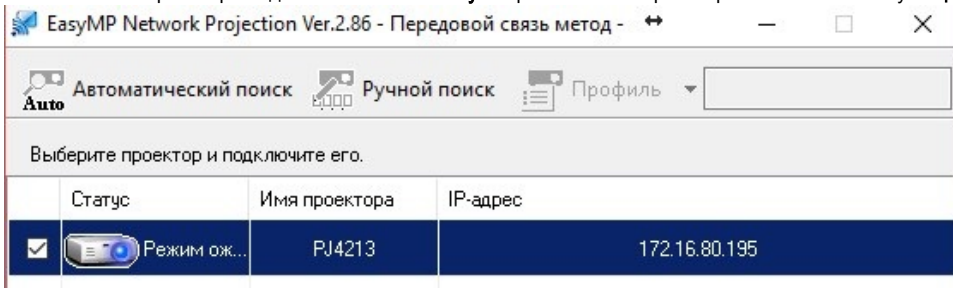 EasyMP Network Projection Ver.2.86 - Передовой связь метод -
Auto Автоматический поиск Ручной поиск Профиль
Выберите проектор и подключите его.
Статус Имя проектора IP-адрес
Режим ож... PJ4213 172.16.80.195